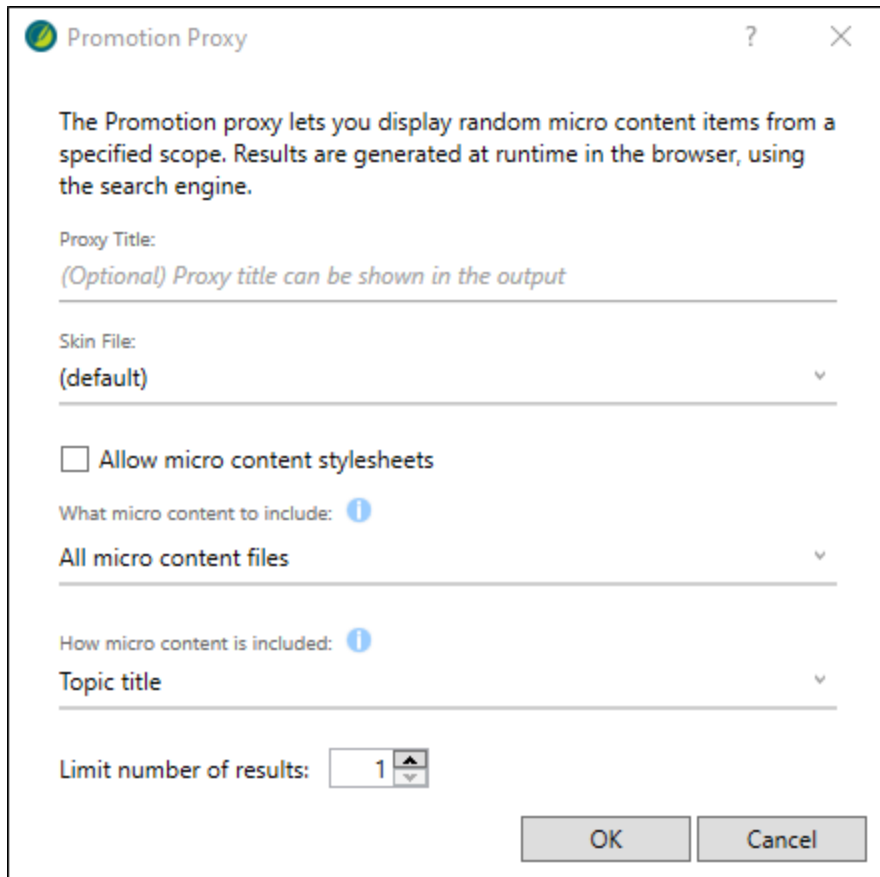 Promotion Proxy ?
The Promotion proxy lets you display random micro content items from a
specified scope. Results are generated at runtime in the browser, using
the search engine.
Proxy Title:
(Optional) Proxy title can be shown in the output
Skin File:
(default)
Allow micro content stylesheets
What micro content to include: i
All micro content files
How micro content is included: i
Topic title
Limit number of results: 1
OK Cancel